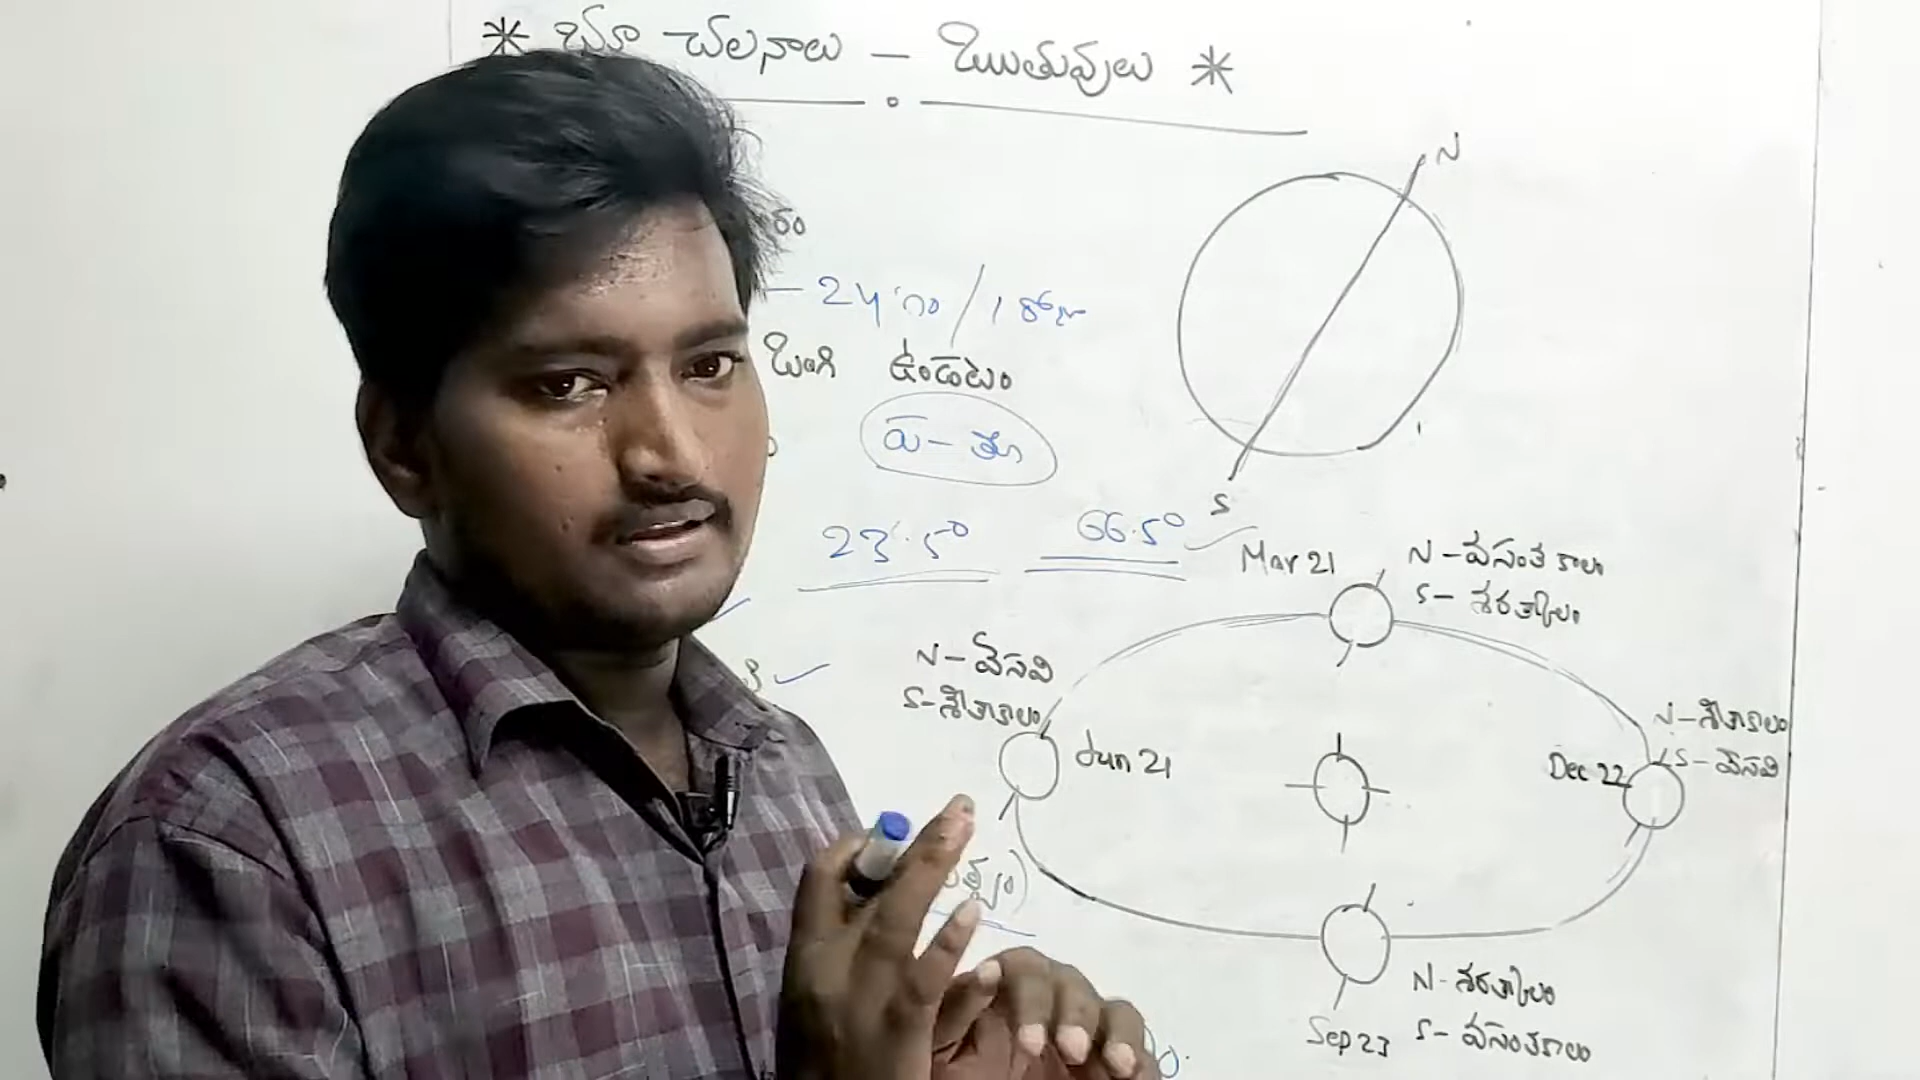 * భూ చలనాలు - ఋుతువులు *
N
రం
- 24 గం / 1 రోజు
ఒంగి ఉండటం
ప - తూ
S
23.5° 66.5°
Mar 21
N - వసంత కాలం
S - శరత్కాలం
N - వేసవి
S - శీతాకాలం
Jun 21
Dec 22
N - శీతాకాలం
S - వేసవి
N - శరత్కాలం
Sep 23
S - వసంతకాలం